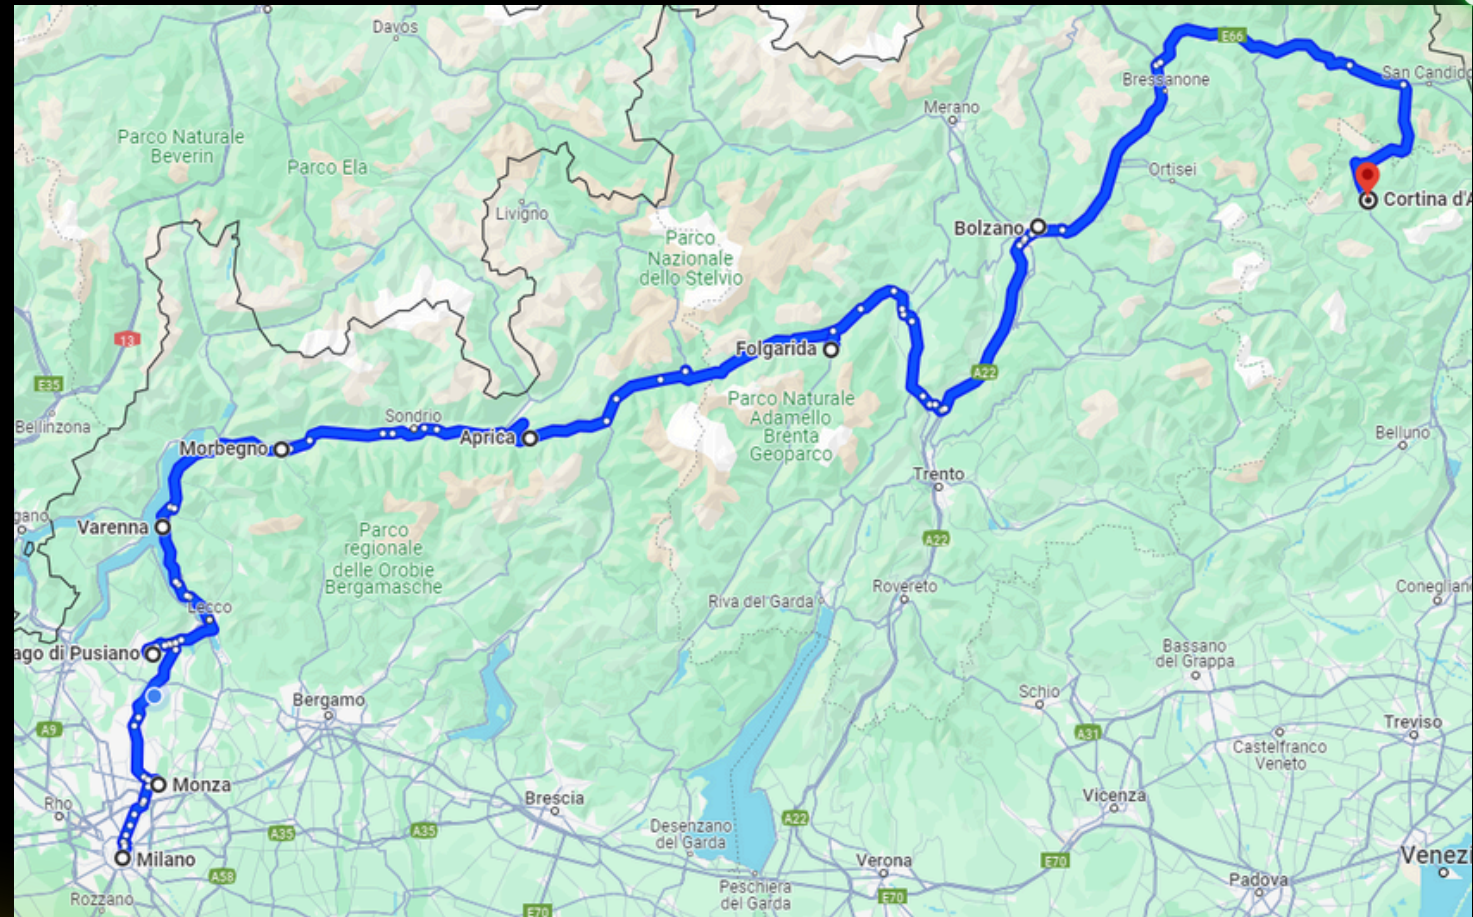 Davos
E66
San Candid
Bressanone
Merano
Parco Naturale
Beverin
Parco Ela
Ortisei
Livigno
Cortina d'A
Bolzano
Parco
Nazionale
dello Stelvio
13
Folgarida
A22
E35
Parco Naturale
Adamello
Brenta
Geoparco
Bellinzona
Sondrio
Aprica
Morbegno
Belluno
Trento
gano
Varenna
Parco
regionale
delle Orobie
Bergamasche
A22
Rovereto
Riva del Garda
Conegliano
Lecco
ago di Pusiano
Bassano
del Grappa
Bergamo
Schio
A9
A31
Treviso
Castelfranco
Veneto
Monza
Rho
Brescia
Vicenza
A35
A35
Desenzano
del Garda
A22
Milano
Verona
E70
Venezi
A58
Rozzano
Peschiera
del Garda
E70
Padova
E70